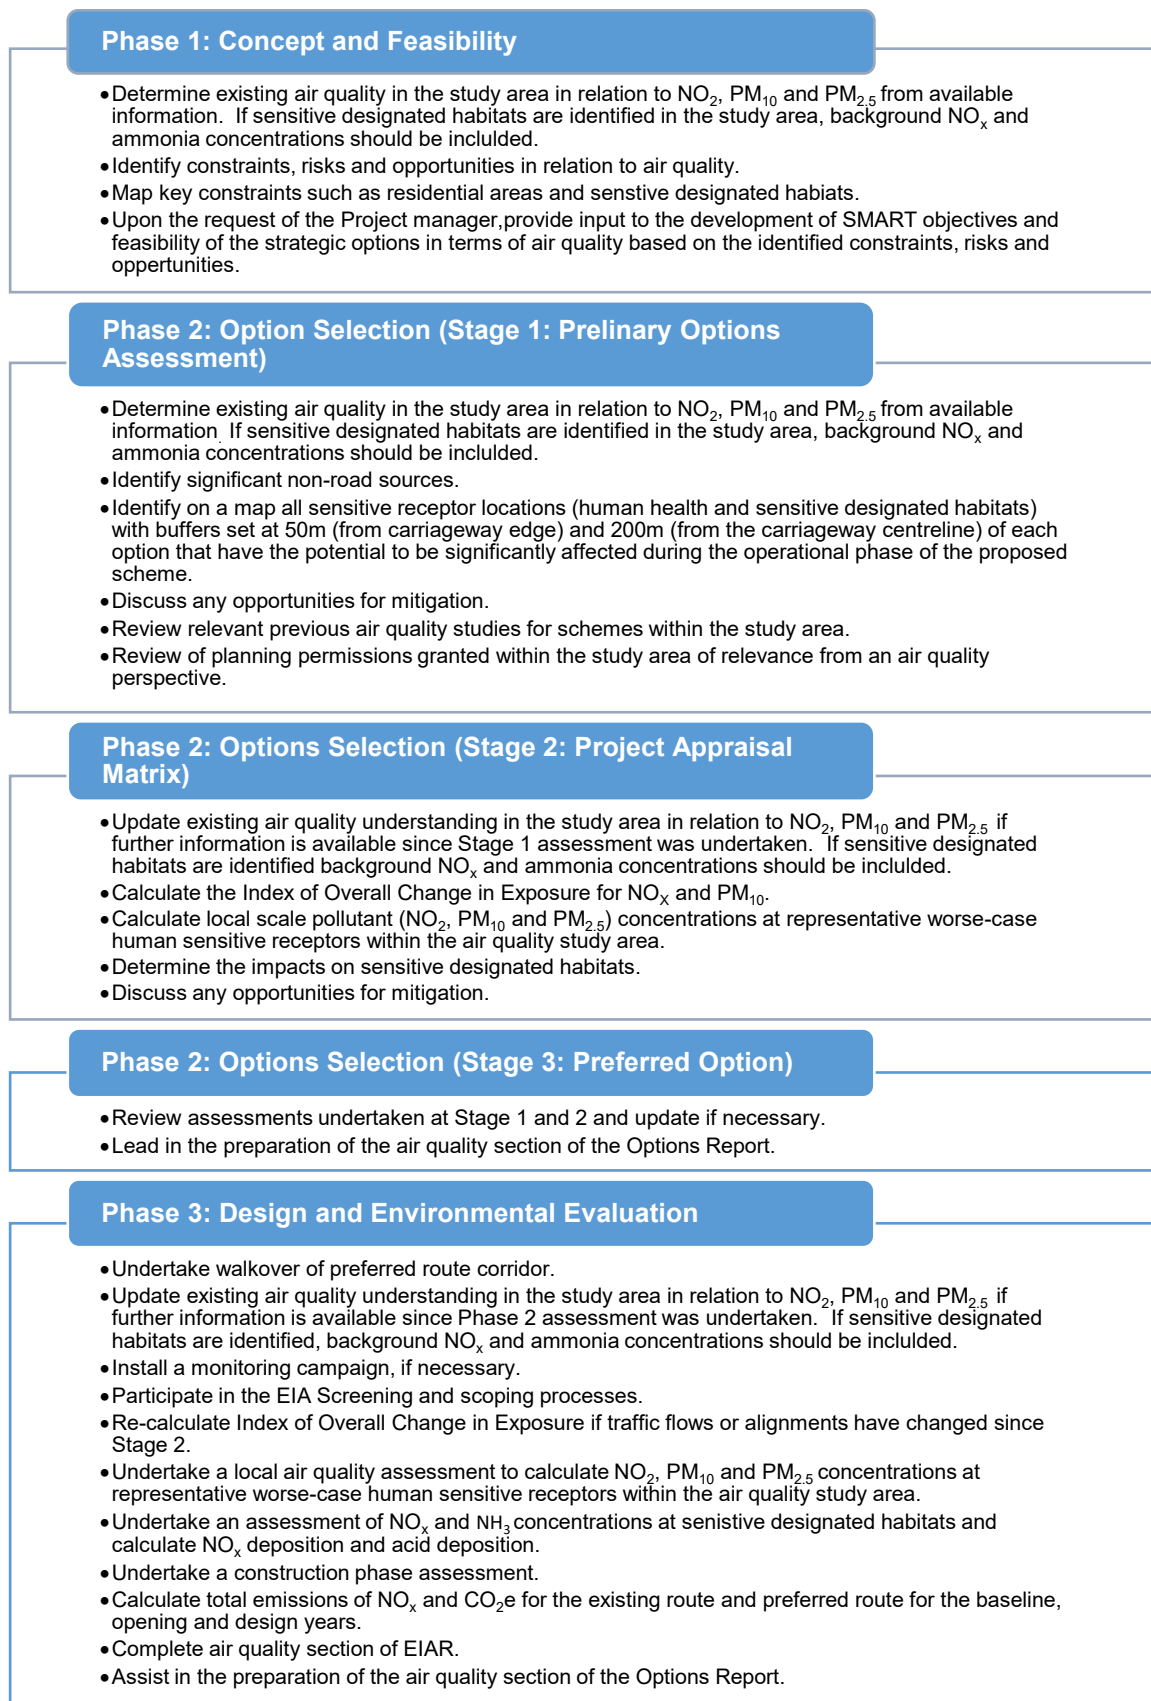 Phase 1: Concept and Feasibility
•Determine existing air quality in the study area in relation to NO₂, PM₁₀ and PM₂.₅ from available
information.  If sensitive designated habitats are identified in the study area, background NOₓ and
ammonia concentrations should be inclulded.
•Identify constraints, risks and opportunities in relation to air quality.
•Map key constraints such as residential areas and senstive designated habiats.
•Upon the request of the Project manager,provide input to the development of SMART objectives and
feasibility of the strategic options in terms of air quality based on the identified constraints, risks and
oppertunities.
Phase 2: Option Selection (Stage 1: Prelinary Options
Assessment)
•Determine existing air quality in the study area in relation to NO₂, PM₁₀ and PM₂.₅ from available
information. If sensitive designated habitats are identified in the study area, background NOₓ and
ammonia concentrations should be inclulded.
•Identify significant non-road sources.
•Identify on a map all sensitive receptor locations (human health and sensitive designated habitats)
with buffers set at 50m (from carriageway edge) and 200m (from the carriageway centreline) of each
option that have the potential to be significantly affected during the operational phase of the proposed
scheme.
•Discuss any opportunities for mitigation.
•Review relevant previous air quality studies for schemes within the study area.
•Review of planning permissions granted within the study area of relevance from an air quality
perspective.
Phase 2: Options Selection (Stage 2: Project Appraisal
Matrix)
•Update existing air quality understanding in the study area in relation to NO₂, PM₁₀ and PM₂.₅ if
further information is available since Stage 1 assessment was undertaken.  If sensitive designated
habitats are identified background NOₓ and ammonia concentrations should be inclulded.
•Calculate the Index of Overall Change in Exposure for NOX and PM₁₀.
•Calculate local scale pollutant (NO₂, PM₁₀ and PM₂.₅) concentrations at representative worse-case
human sensitive receptors within the air quality study area.
•Determine the impacts on sensitive designated habitats.
•Discuss any opportunities for mitigation.
Phase 2: Options Selection (Stage 3: Preferred Option)
•Review assessments undertaken at Stage 1 and 2 and update if necessary.
•Lead in the preparation of the air quality section of the Options Report.
Phase 3: Design and Environmental Evaluation
•Undertake walkover of preferred route corridor.
•Update existing air quality understanding in the study area in relation to NO₂, PM₁₀ and PM₂.₅ if
further information is available since Phase 2 assessment was undertaken.  If sensitive designated
habitats are identified, background NOₓ and ammonia concentrations should be inclulded.
•Install a monitoring campaign, if necessary.
•Participate in the EIA Screening and scoping processes.
•Re-calculate Index of Overall Change in Exposure if traffic flows or alignments have changed since
Stage 2.
•Undertake a local air quality assessment to calculate NO₂, PM₁₀ and PM₂.₅ concentrations at
representative worse-case human sensitive receptors within the air quality study area.
•Undertake an assessment of NOₓ and NH₃ concentrations at senistive designated habitats and
calculate NOₓ deposition and acid deposition.
•Undertake a construction phase assessment.
•Calculate total emissions of NOₓ and CO₂e for the existing route and preferred route for the baseline,
opening and design years.
•Complete air quality section of EIAR.
•Assist in the preparation of the air quality section of the Options Report.